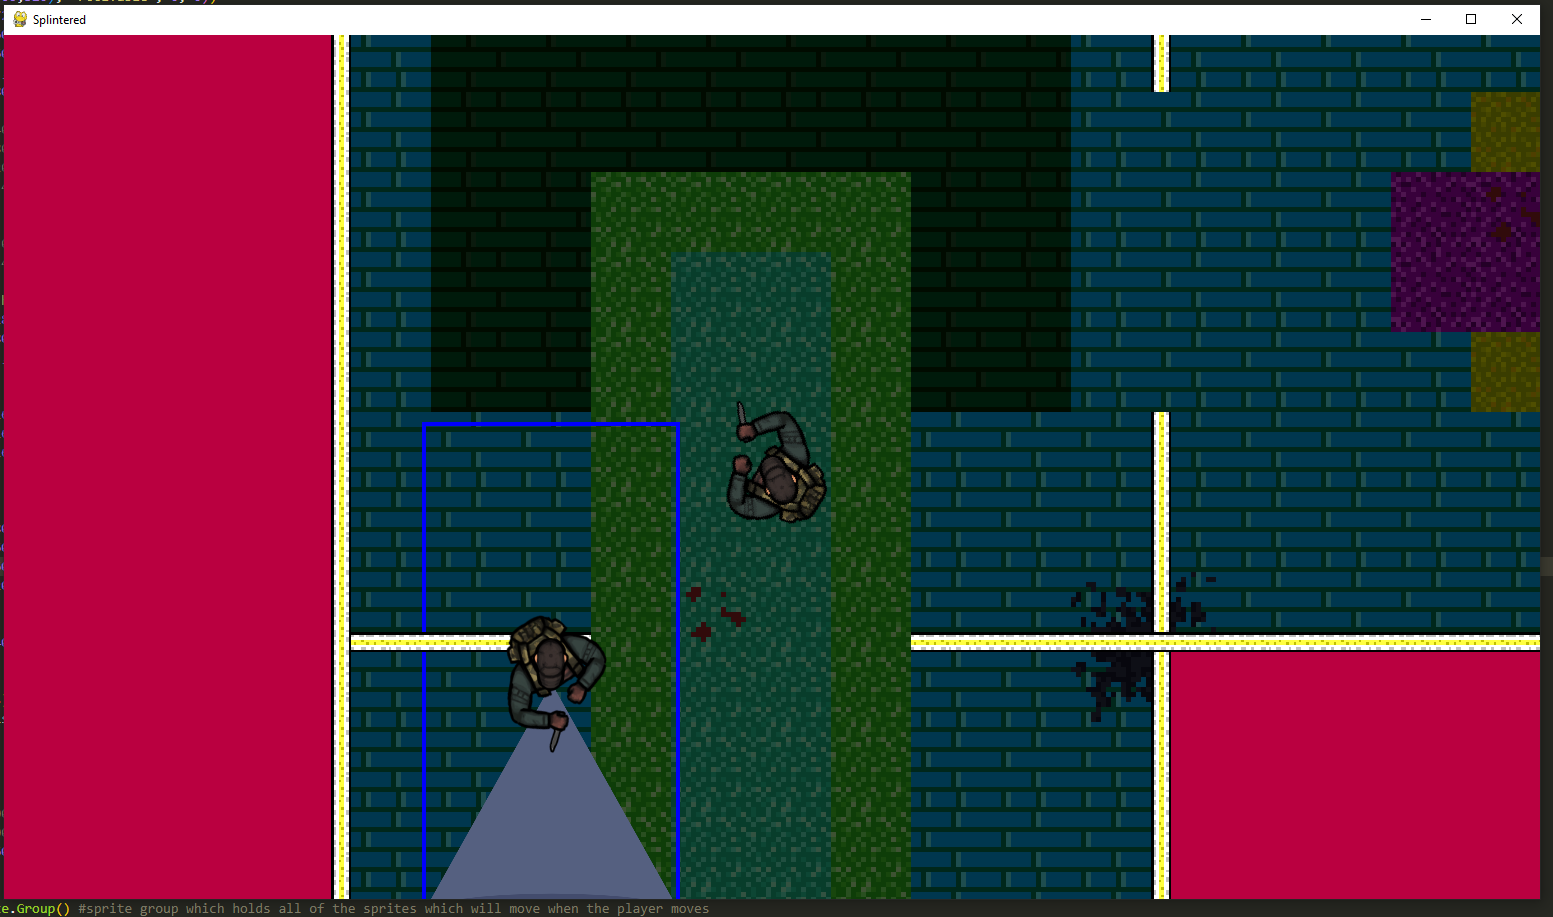 Splintered
e.Group() #sprite group which holds all of the sprites which will move when the player moves